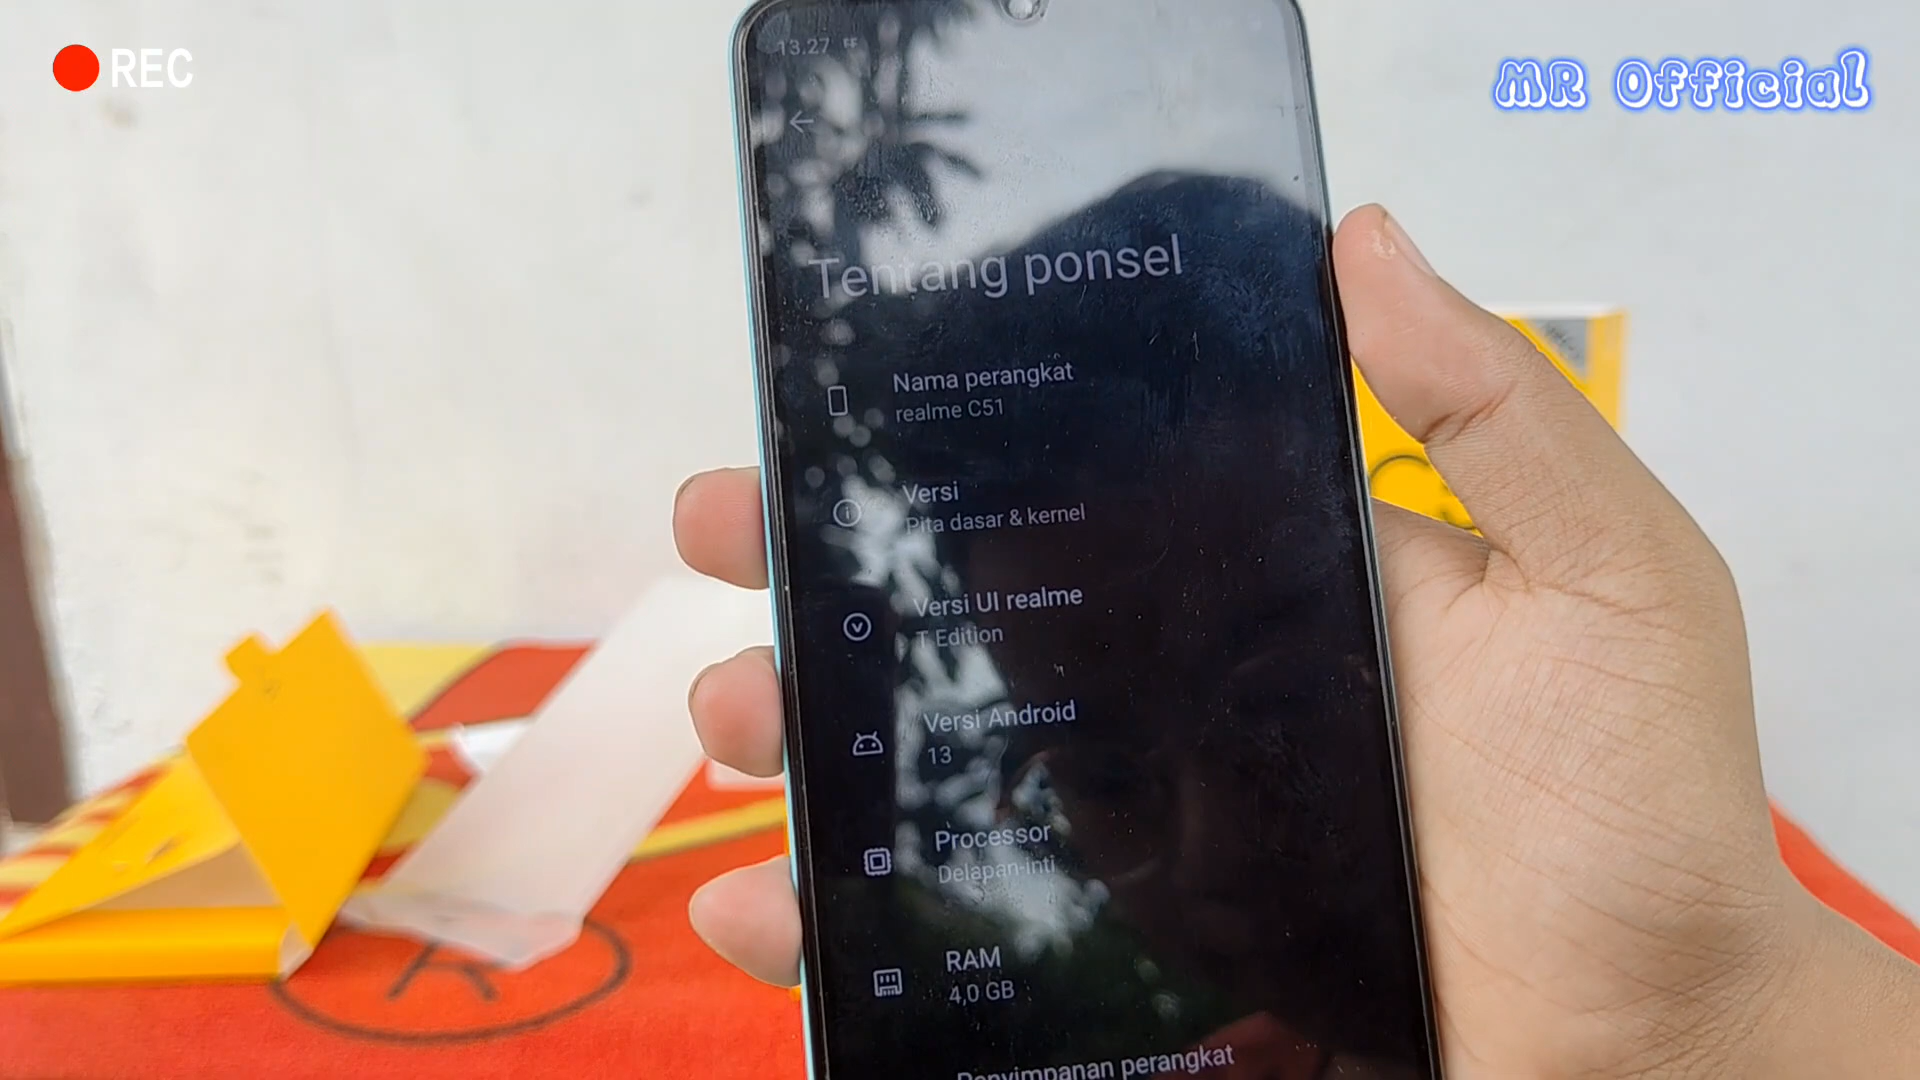 REC
MR Official
13.27
Tentang ponsel
Nama perangkat
realme C51
Versi
Pita dasar & kernel
Versi UI realme
T Edition
Versi Android
13
Processor
Delapan-inti
RAM
4,0 GB
Penyimpanan perangkat